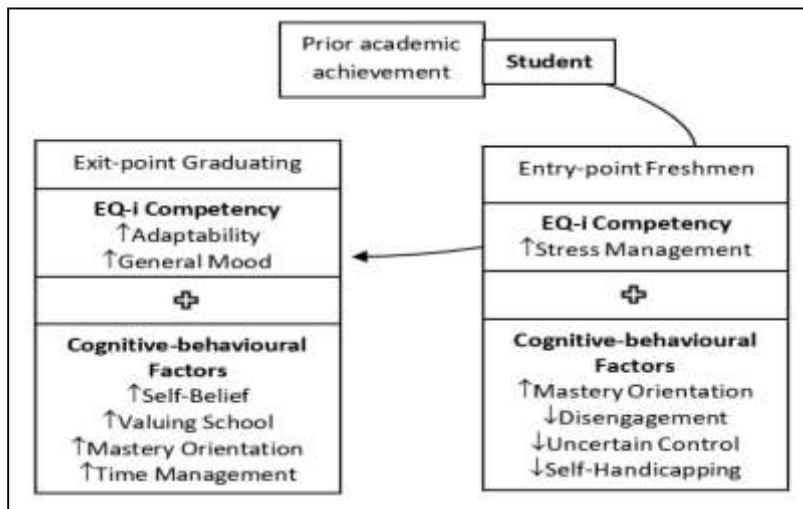 Prior academic
achievement
Student
Exit-point Graduating
EQ-i Competency
↑Adaptability
↑General Mood
Cognitive-behavioural
Factors
↑Self-Belief
↑Valuing School
↑Mastery Orientation
↑Time Management
Entry-point Freshmen
EQ-i Competency
↑Stress Management
Cognitive-behavioural
Factors
↑Mastery Orientation
↓Disengagement
↓Uncertain Control
↓Self-Handicapping